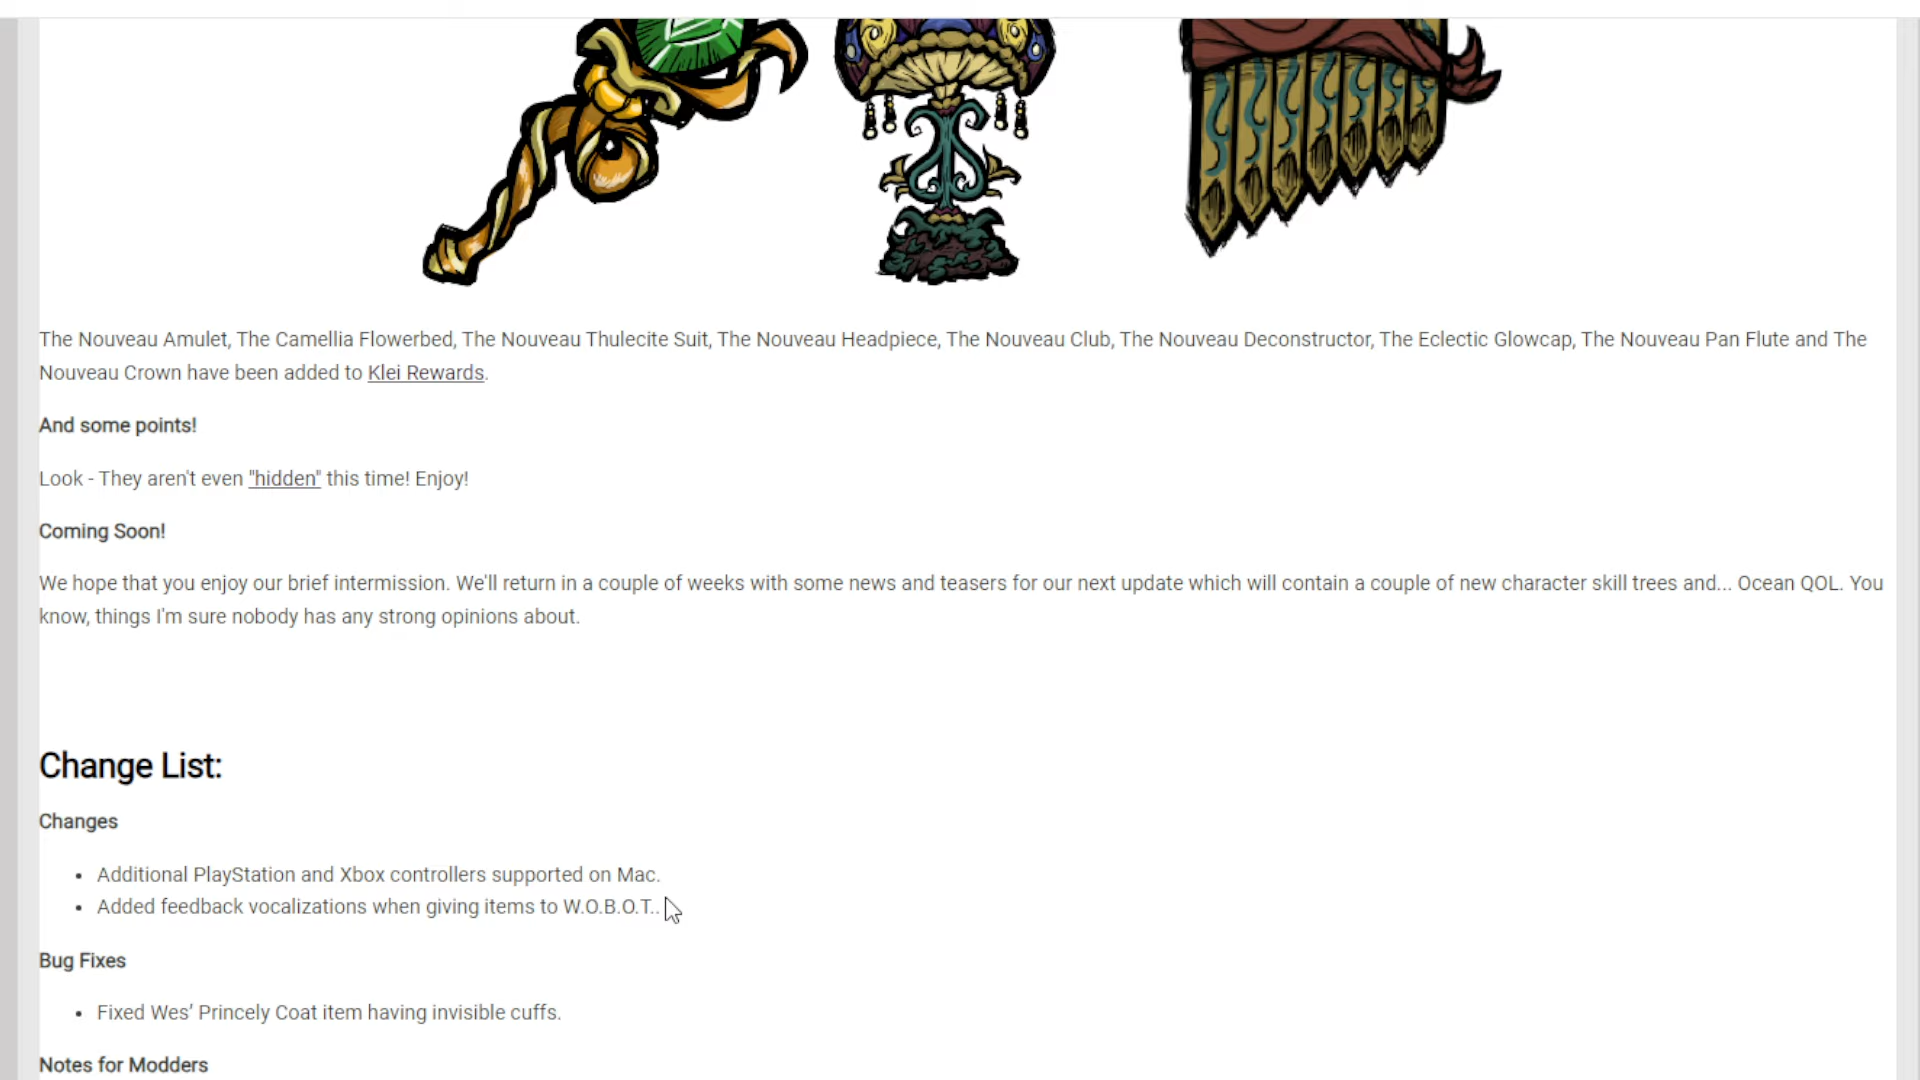 The Nouveau Amulet, The Camellia Flowerbed, The Nouveau Thulecite Suit, The Nouveau Headpiece, The Nouveau Club, The Nouveau Deconstructor, The Eclectic Glowcap, The Nouveau Pan Flute and The
Nouveau Crown have been added to Klei Rewards.
And some points!
Look - They aren't even "hidden" this time! Enjoy!
Coming Soon!
We hope that you enjoy our brief intermission. We'll return in a couple of weeks with some news and teasers for our next update which will contain a couple of new character skill trees and... Ocean QOL. You
know, things I'm sure nobody has any strong opinions about.
Change List:
Changes
• Additional PlayStation and Xbox controllers supported on Mac.
• Added feedback vocalizations when giving items to W.O.B.O.T..
Bug Fixes
• Fixed Wes’ Princely Coat item having invisible cuffs.
Notes for Modders